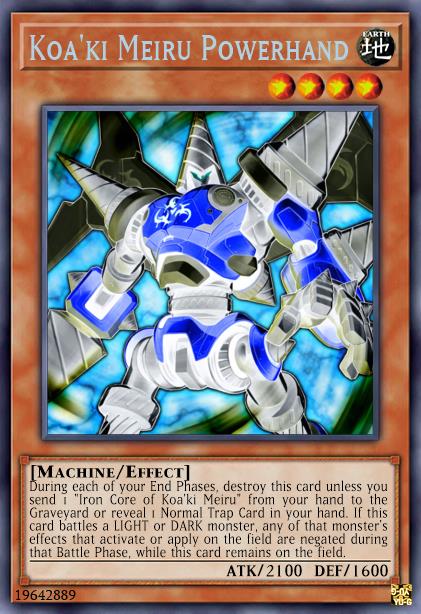 Koa'ki Meiru Powerhand
EARTH
地
[Machine/Effect]
During each of your End Phases, destroy this card unless you
send 1 "Iron Core of Koa'ki Meiru" from your hand to the
Graveyard or reveal 1 Normal Trap Card in your hand. If this
card battles a LIGHT or DARK monster, any of that monster's
effects that activate or apply on the field are negated during
that Battle Phase, while this card remains on the field.
ATK/2100 DEF/1600
19642889